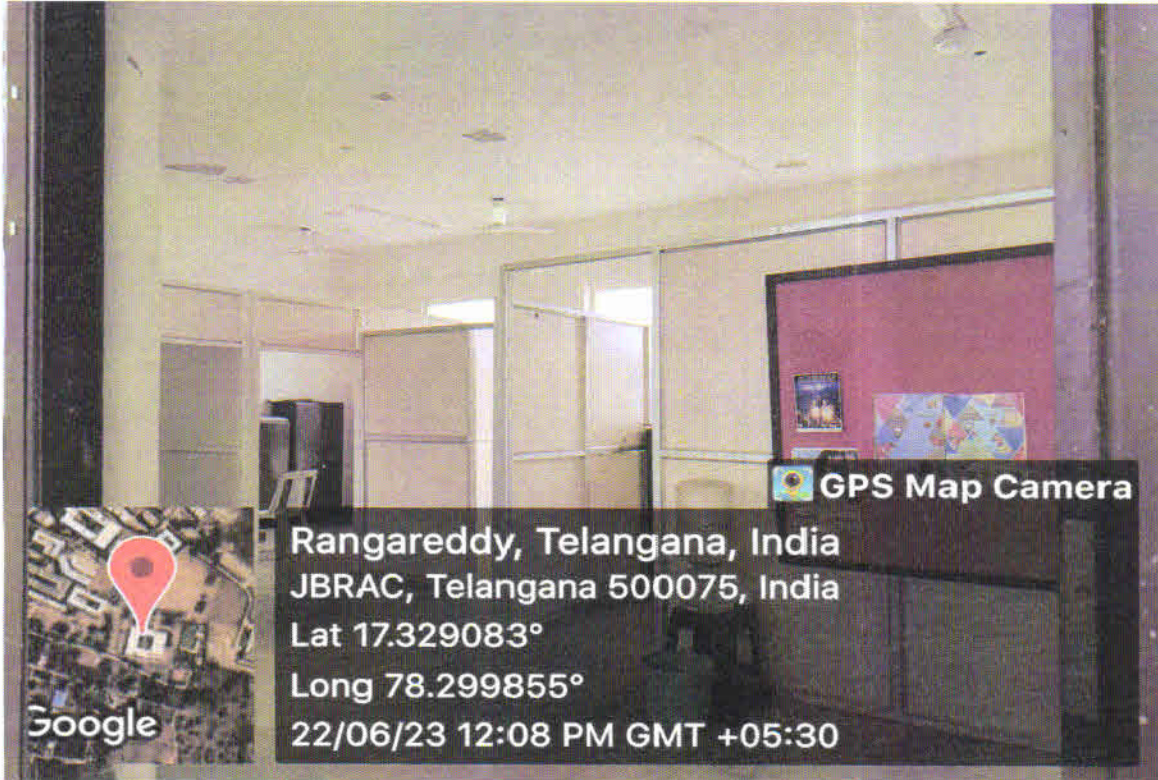 GPS Map Camera
Rangareddy, Telangana, India
JBRAC, Telangana 500075, India
Lat 17.329083°
Long 78.299855°
22/06/23 12:08 PM GMT +05:30
Google